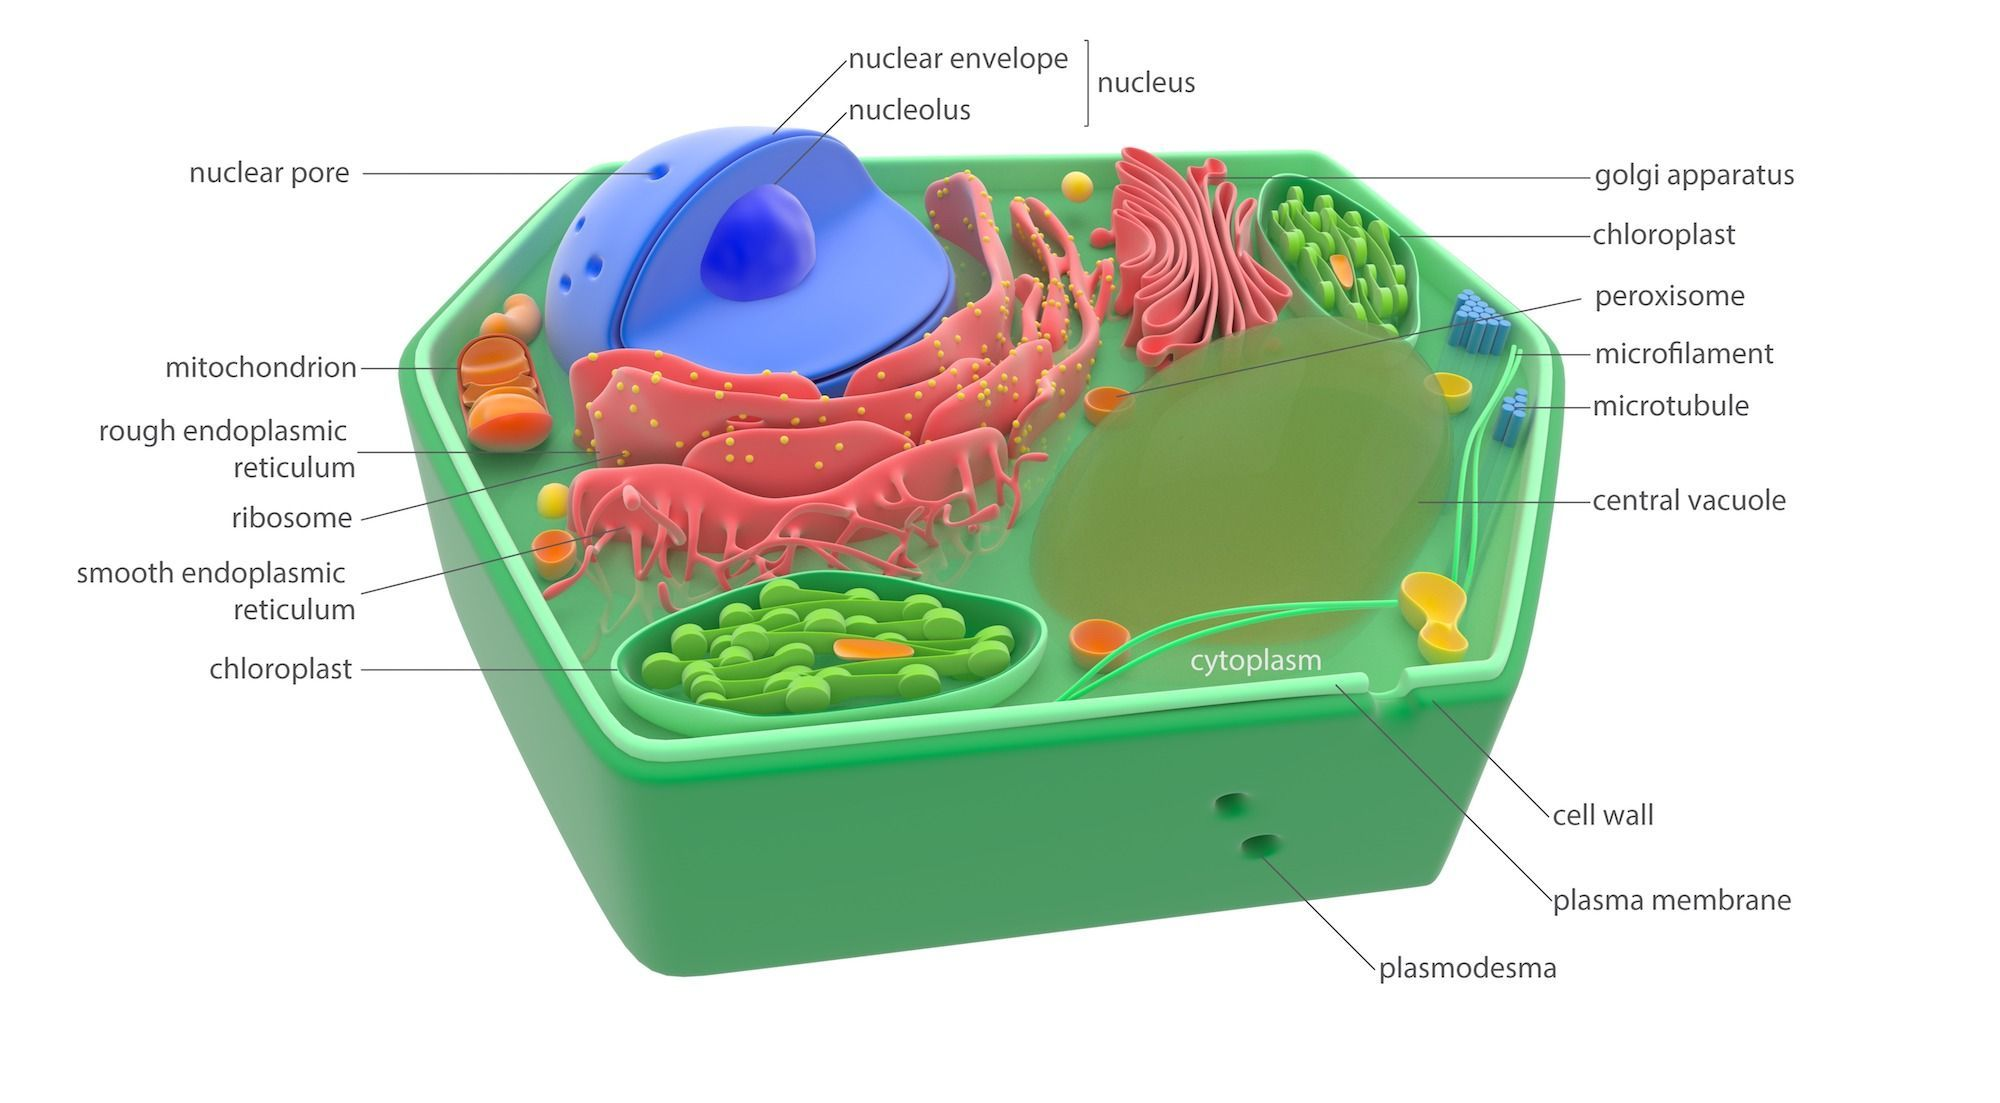 nuclear envelope
nucleolus
nucleus
nuclear pore
mitochondrion
rough endoplasmic
reticulum
ribosome
smooth endoplasmic
reticulum
chloroplast
golgi apparatus
chloroplast
peroxisome
microfilament
microtubule
central vacuole
cytoplasm
cell wall
plasma membrane
plasmodesma